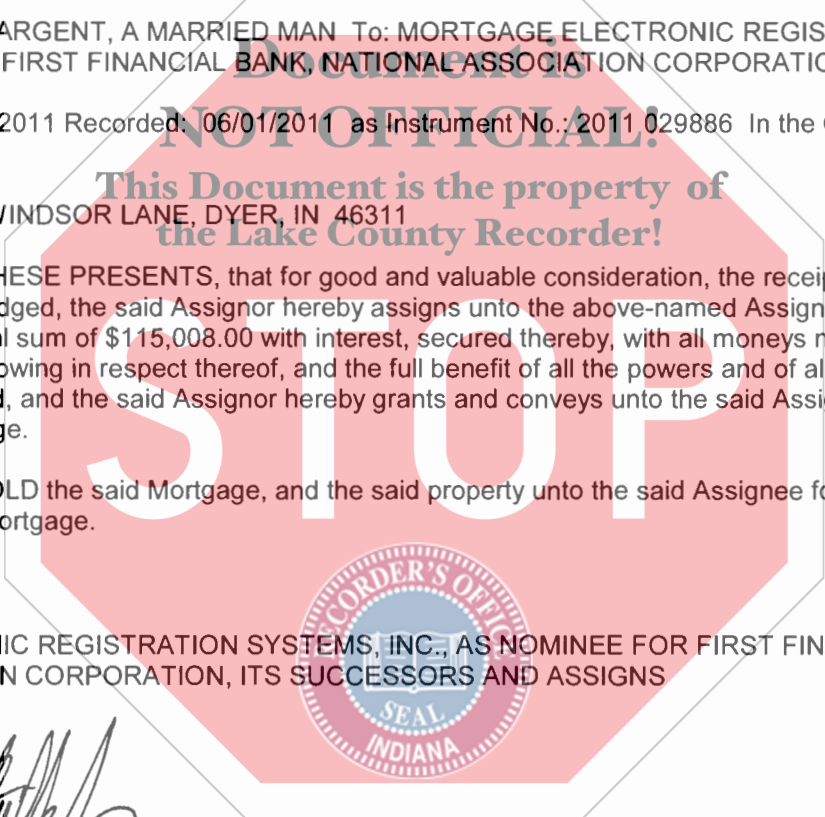 ARGENT, A MARRIED MAN To: MORTGAGE ELECTRONIC REGIS
FIRST FINANCIAL BANK, NATIONAL ASSOCIATION CORPORATIO
Document is
2011 Recorded: 06/01/2011 as Instrument No.: 2011 029886 In the
NOT OFFICIAL!
This Document is the property of
INDSOR LANE, DYER, IN 46311
the Lake County Recorder!
HESE PRESENTS, that for good and valuable consideration, the receip
dged, the said Assignor hereby assigns unto the above-named Assign
l sum of $115,008.00 with interest, secured thereby, with all moneys n
owing in respect thereof, and the full benefit of all the powers and of al
d, and the said Assignor hereby grants and conveys unto the said Assi
ge.
STOP
OLD the said Mortgage, and the said property unto the said Assignee fo
ortgage.
RECORDER'S OFFICE
IC REGISTRATION SYSTEMS, INC., AS NOMINEE FOR FIRST FIN
N CORPORATION, ITS SUCCESSORS AND ASSIGNS
SEAL
INDIANA